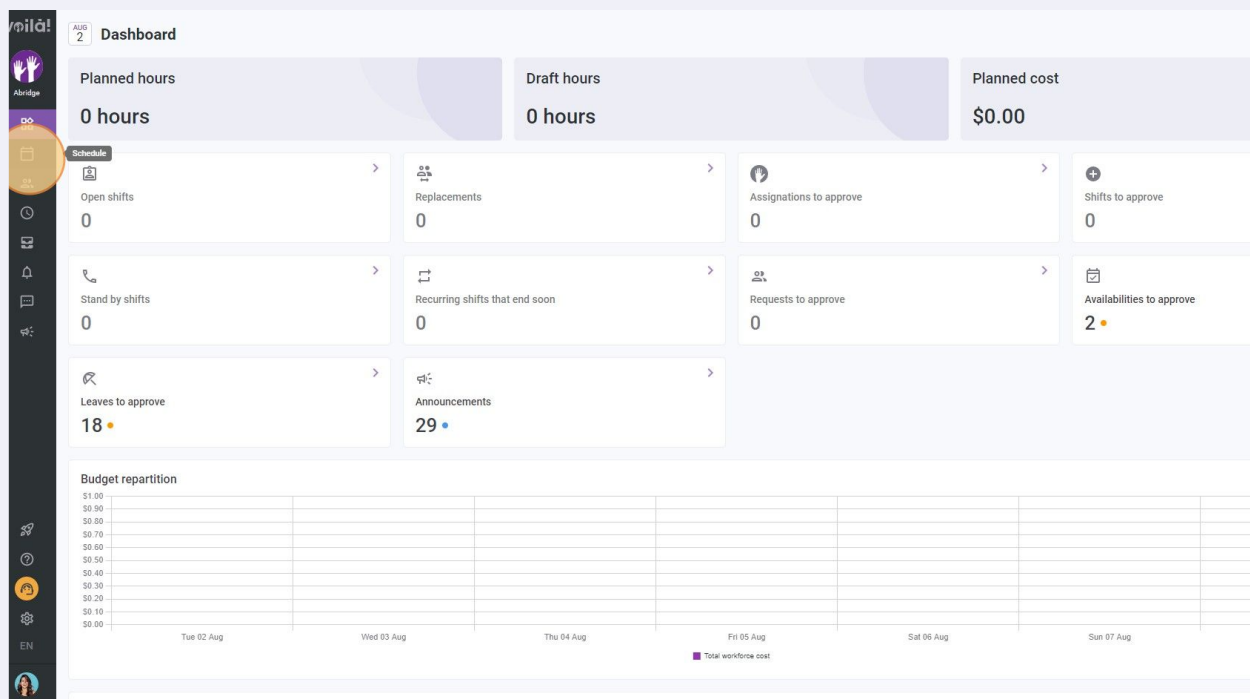 voilà!
AUG
2
Dashboard
Abridge
Planned hours
0 hours
Draft hours
0 hours
Planned cost
$0.00
Schedule
Open shifts
0
Replacements
0
Assignations to approve
0
Shifts to approve
0
Stand by shifts
0
Recurring shifts that end soon
0
Requests to approve
0
Availabilities to approve
2
Leaves to approve
18
Announcements
29
Budget repartition
$1.00
$0.90
$0.80
$0.70
$0.60
$0.50
$0.40
$0.30
$0.20
$0.10
$0.00
Tue 02 Aug
Wed 03 Aug
Thu 04 Aug
Fri 05 Aug
Sat 06 Aug
Sun 07 Aug
Total workforce cost
EN